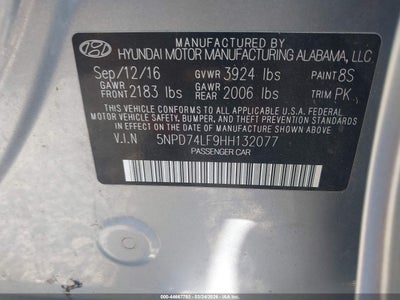 MANUFACTURED BY
HYUNDAI MOTOR MANUFACTURING ALABAMA, LLC.
Sep/12/16 GVWR 3924 lbs PAINT 8S
GAWR FRONT 2183 lbs GAWR REAR 2006 lbs TRIM PK
THIS VEHICLE CONFORMS TO ALL APPLICABLE U.S.A. FEDERAL
MOTOR VEHICLE SAFETY, BUMPER, AND THEFT
PREVENTION STANDARDS IN EFFECT ON THE DATE OF
MANUFACTURE SHOWN ABOVE.
V.I.N 5NPD74LF9HH132077
PASSENGER CAR